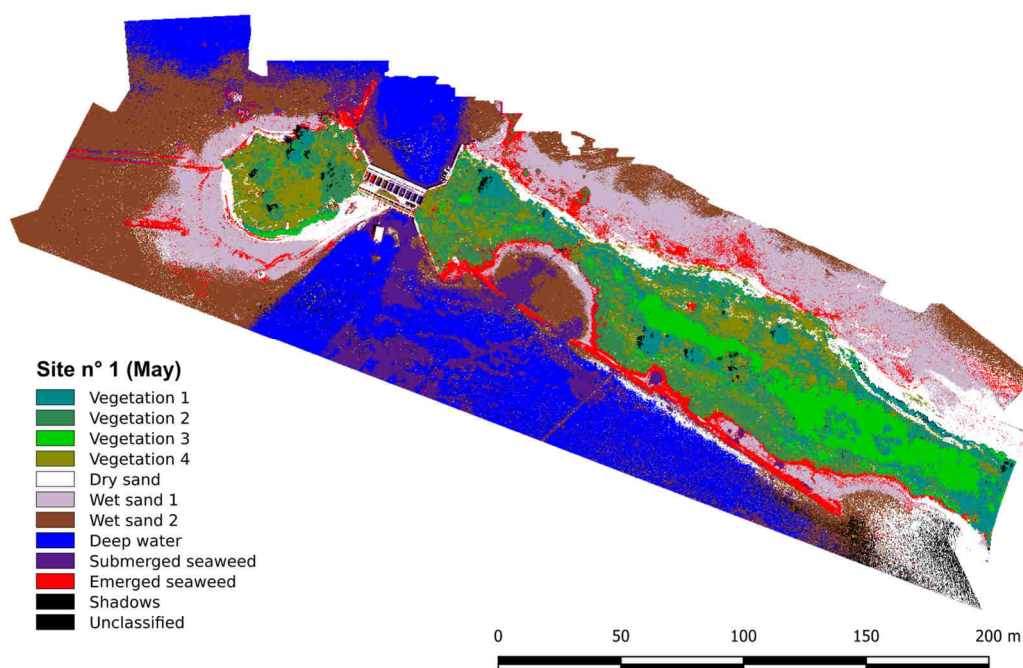 Site n° 1 (May)
Vegetation 1
Vegetation 2
Vegetation 3
Vegetation 4
Dry sand
Wet sand 1
Wet sand 2
Deep water
Submerged seaweed
Emerged seaweed
Shadows
Unclassified
0 50 100 150 200 m